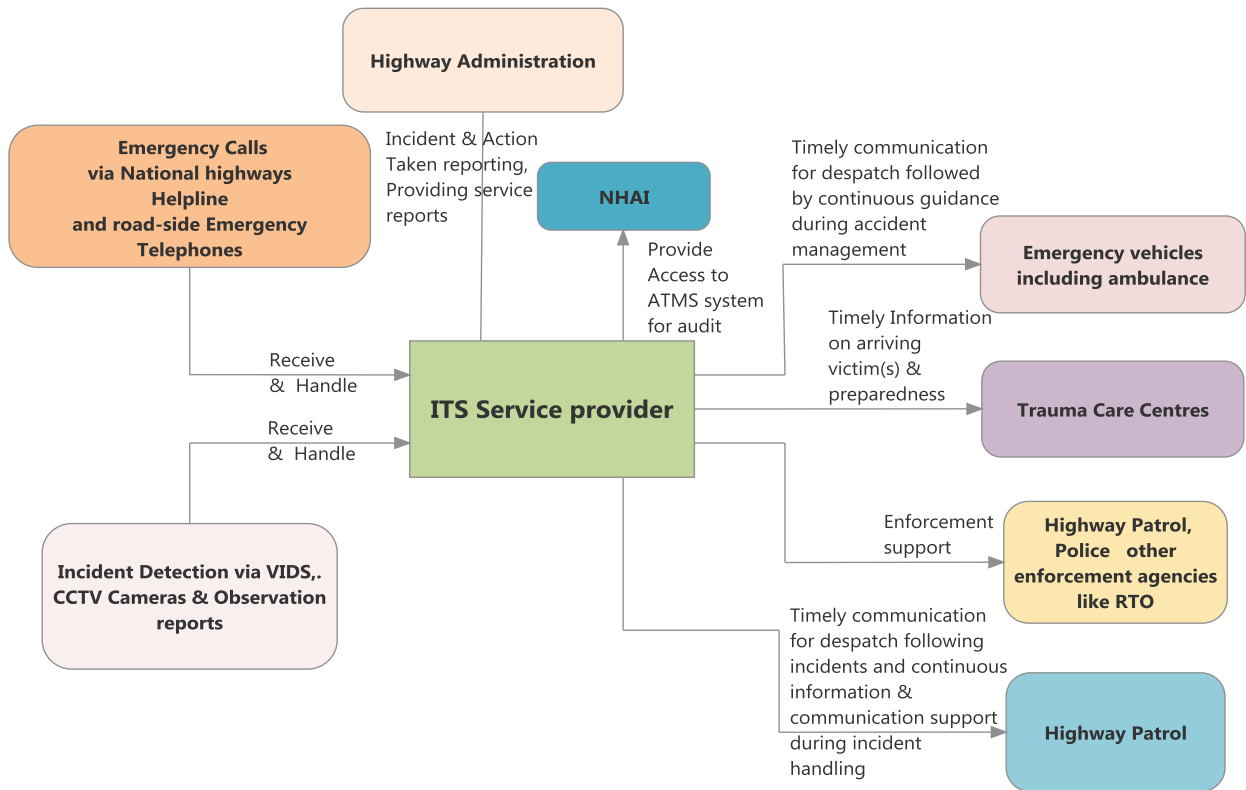 Highway Administration
Emergency Calls
via National highways
Helpline
and road-side Emergency
Telephones
Incident & Action
Taken reporting,
Providing service
reports
NHAI
Provide
Access to
ATMS system
for audit
Timely communication
for despatch followed
by continuous guidance
during accident
management
Emergency vehicles
including ambulance
Timely Information
on arriving
victim(s) &
preparedness
Trauma Care Centres
Receive
&  Handle
ITS Service provider
Receive
&  Handle
Enforcement
support
Highway Patrol,
Police   other
enforcement agencies
like RTO
Incident Detection via VIDS,.
CCTV Cameras & Observation
reports
Timely communication
for despatch following
incidents and continuous
information &
communication support
during incident
handling
Highway Patrol